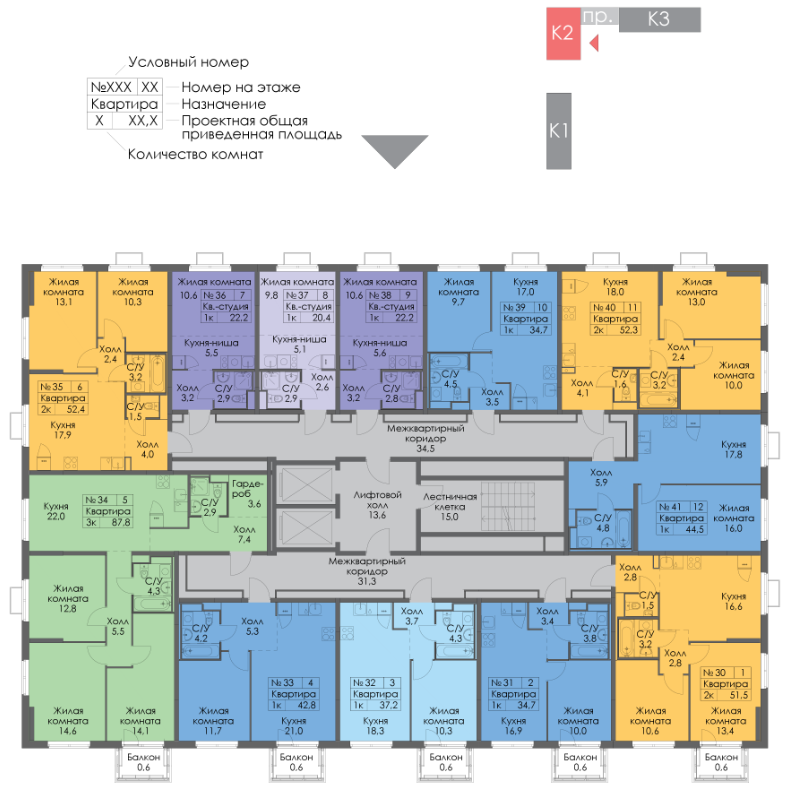 К2
пр.
К3
К1
Условный номер
№ХХХ ХХ
Номер на этаже
Квартира
Назначение
Х ХХ,Х
Проектная общая
приведенная площадь
Количество комнат
Жилая
комната
13.1
Жилая
комната
10.3
Холл
2.4
С/У
3.2
№ 35 6
Квартира
2к 52.4
С/У
1.5
Кухня
17.9
Холл
4.0
Жилая комната
10.6
№ 36 7
Кв.-студия
1к 22.2
Кухня-ниша
5.5
Холл
3.2
С/У
2.9
Жилая комната
9.8
№ 37 8
Кв.-студия
1к 20.4
Кухня-ниша
5.1
С/У
2.9
Холл
2.6
Жилая комната
10.6
№ 38 9
Кв.-студия
1к 22.2
Кухня-ниша
5.6
Холл
3.2
С/У
2.8
Жилая
комната
9.7
Кухня
17.0
№ 39 10
Квартира
1к 34.7
С/У
4.5
Холл
3.5
Кухня
18.0
№ 40 11
Квартира
2к 52.3
Холл
4.1
С/У
1.6
С/У
3.2
Жилая
комната
13.0
Холл
2.4
Жилая
комната
10.0
Межквартирный
коридор
34.5
Кухня
17.8
Холл
5.9
С/У
4.8
№ 41 12
Квартира
1к 44.5
Жилая
комната
16.0
Лифтовой
холл
13.6
Лестничная
клетка
15.0
Кухня
22.0
№ 34 5
Квартира
3к 87.8
С/У
2.9
Гарде-
роб
3.6
Холл
7.4
Межквартирный
коридор
31.3
Жилая
комната
12.8
С/У
4.3
Холл
5.5
Жилая
комната
14.6
Жилая
комната
14.1
С/У
4.2
Холл
5.3
№ 33 4
Квартира
1к 42.8
Жилая
комната
11.7
Кухня
21.0
Холл
3.7
С/У
4.3
№ 32 3
Квартира
1к 37.2
Кухня
18.3
Жилая
комната
10.3
Холл
3.4
С/У
3.8
№ 31 2
Квартира
1к 34.7
Кухня
16.9
Жилая
комната
10.0
Холл
2.8
С/У
1.5
Кухня
16.6
С/У
3.2
Холл
2.8
№ 30 1
Квартира
2к 51.5
Жилая
комната
10.6
Жилая
комната
13.4
Балкон
0.6
Балкон
0.6
Балкон
0.6
Балкон
0.6
Балкон
0.6